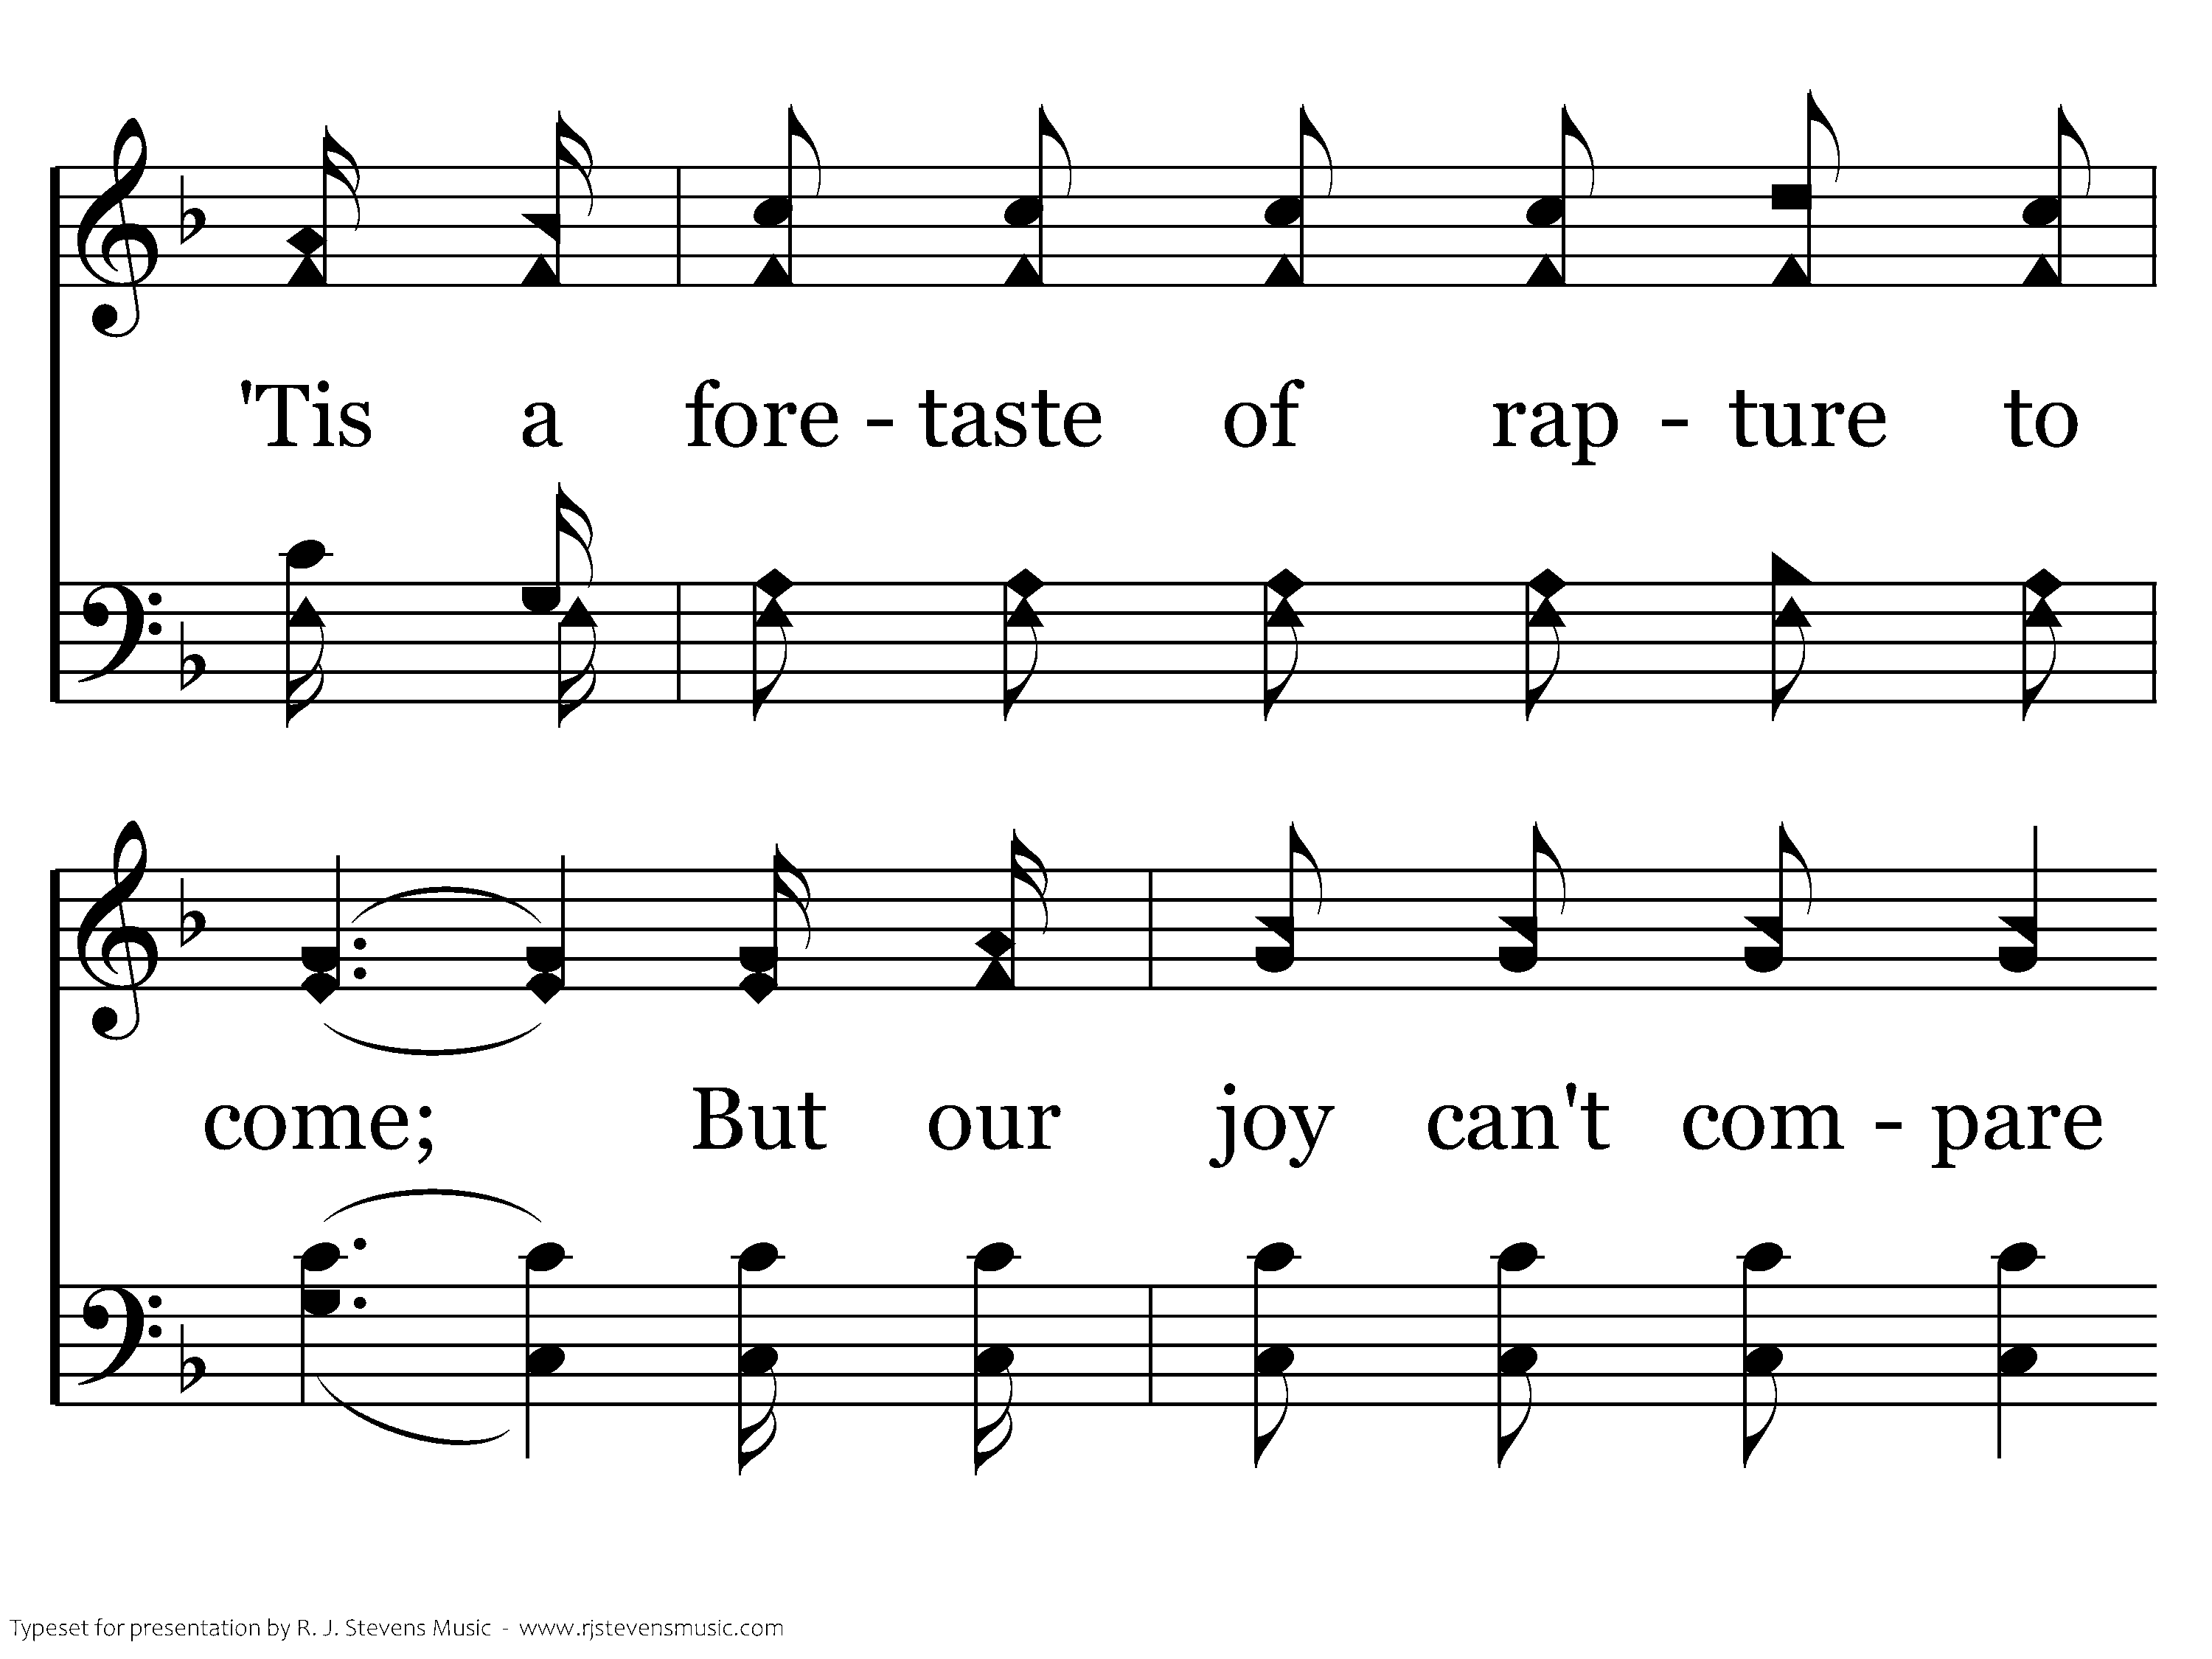 'Tis a fore - taste of rap - ture to
come; But our joy can't com - pare
Typeset for presentation by R. J. Stevens Music - www.rjstevensmusic.com